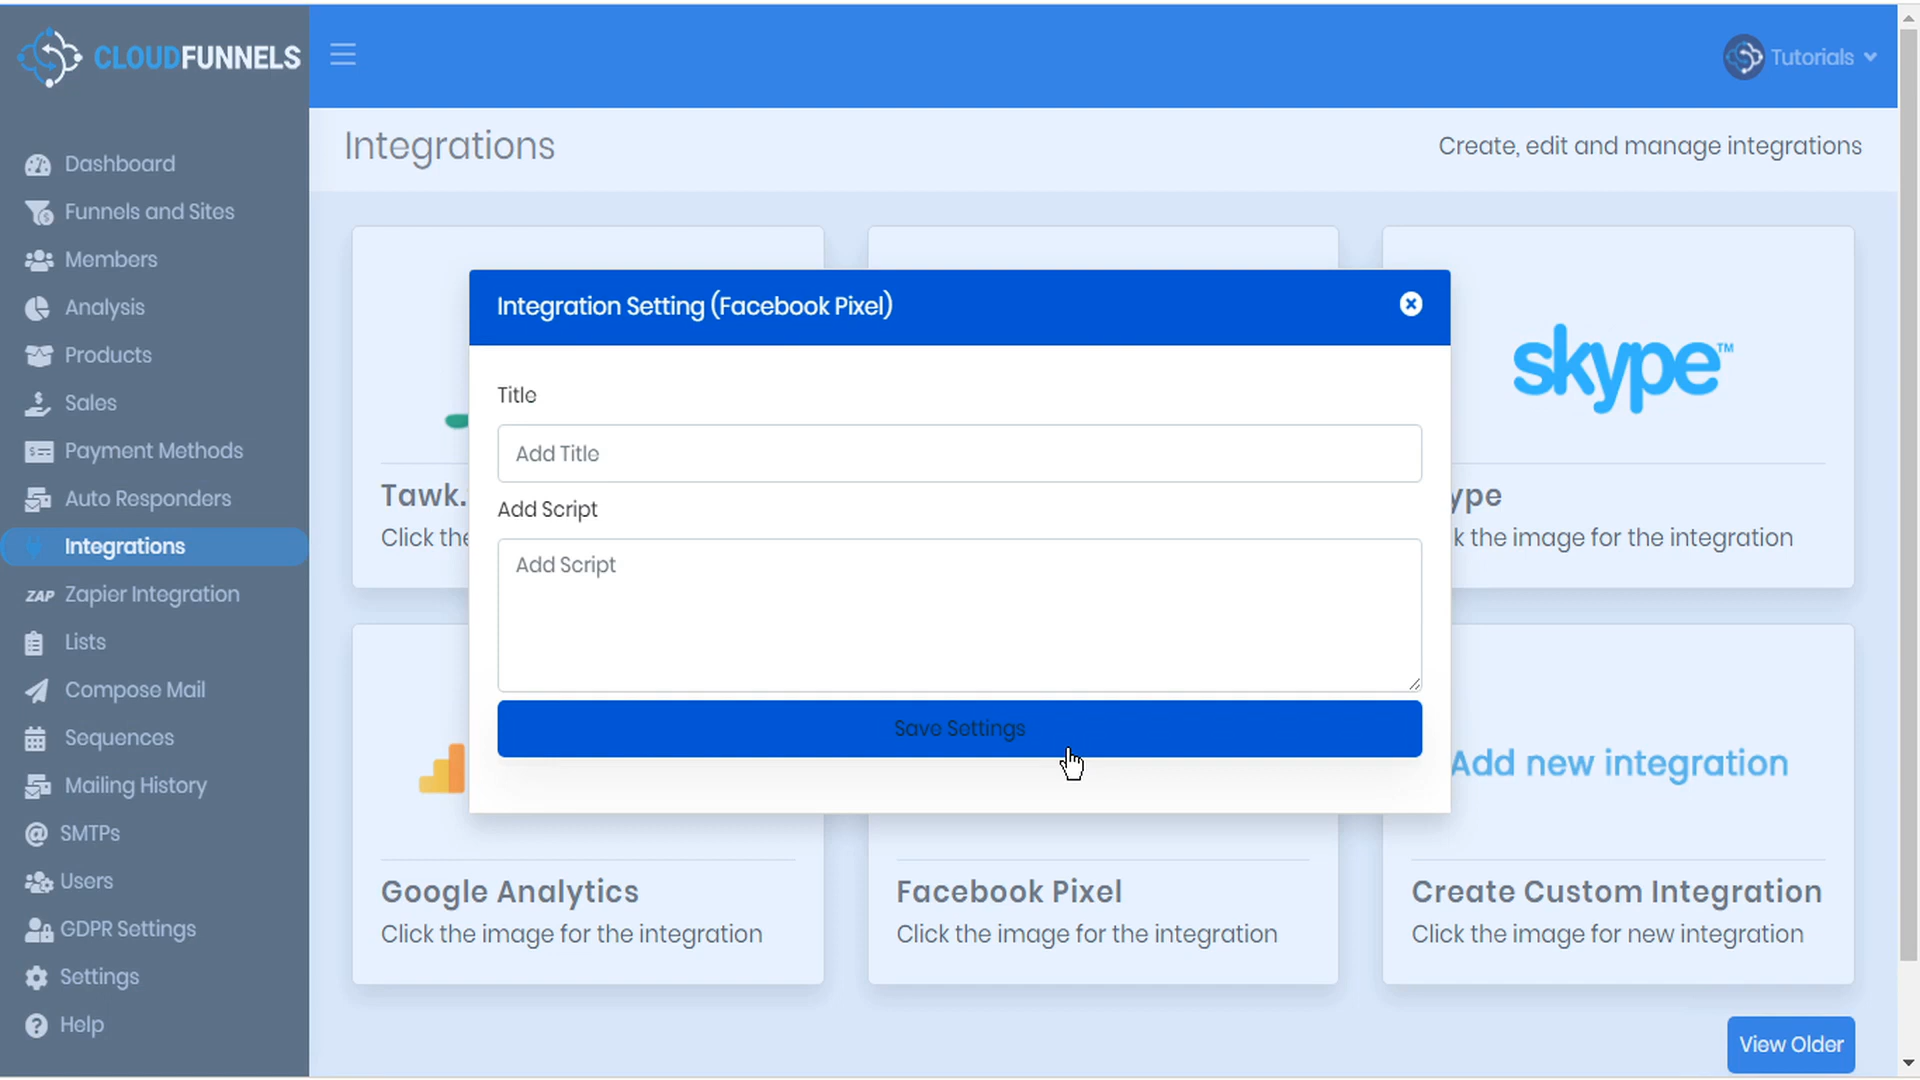 CLOUDFUNNELS
Tutorials
Dashboard
Funnels and Sites
Members
Analysis
Products
Sales
Payment Methods
Auto Responders
Integrations
ZAP Zapier Integration
Lists
Compose Mail
Sequences
Mailing History
SMTPs
Users
GDPR Settings
Settings
Help
Integrations
Create, edit and manage integrations
Integration Setting (Facebook Pixel)
Title
Add Title
Add Script
Add Script
Save Settings
Tawk.
Click the
skype™
ype
k the image for the integration
Google Analytics
Click the image for the integration
Facebook Pixel
Click the image for the integration
Add new integration
Create Custom Integration
Click the image for new integration
View Older